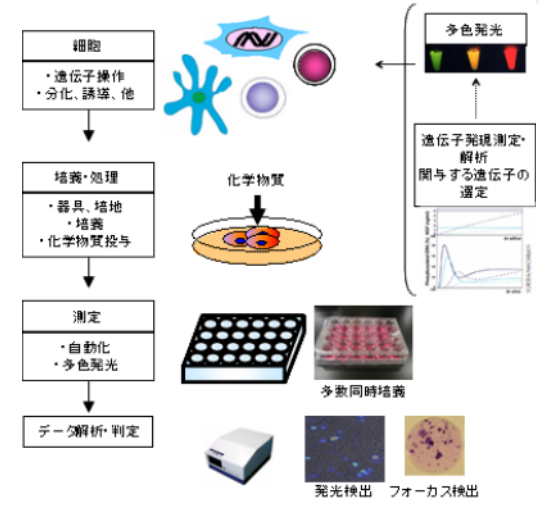 細胞
・遺伝子操作
・分化、誘導、他
培養・処理
・器具、培地
・培養
・化学物質投与
測定
・自動化
・多色発光
データ解析・判定
化学物質
多数同時培養
発光検出
フォーカス検出
多色発光
遺伝子発現測定・
解析
関与する遺伝子の
選定